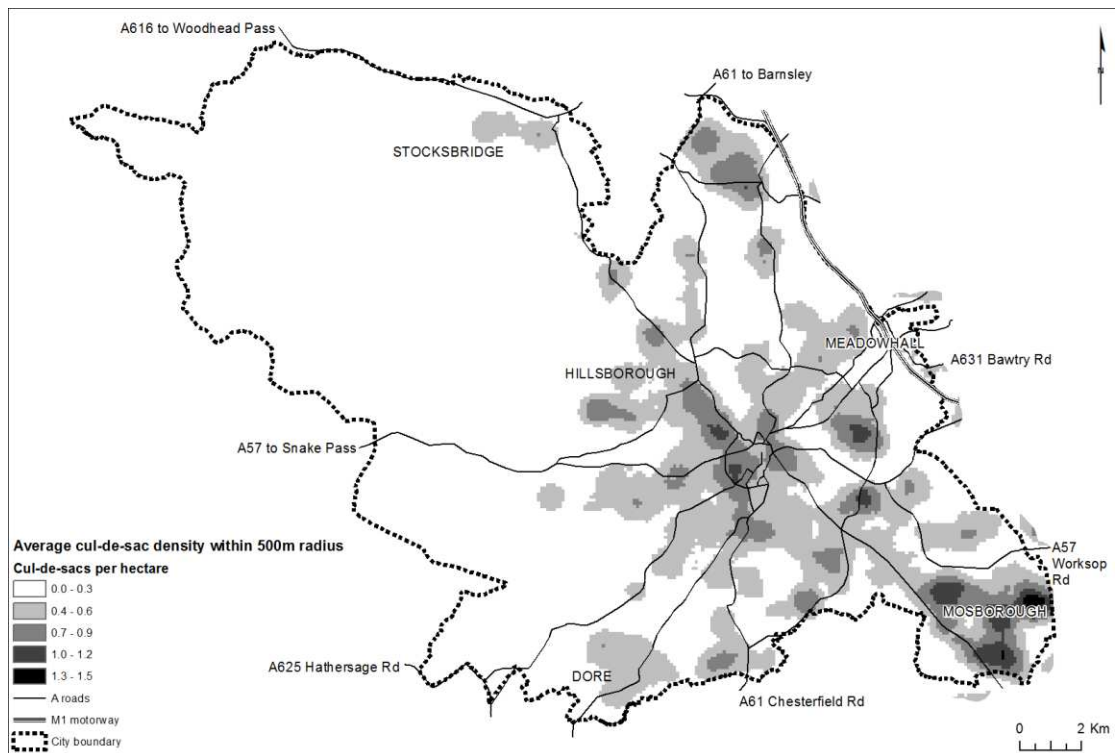 A616 to Woodhead Pass
A61 to Barnsley
N
STOCKSBRIDGE
MEADOWHALL
A631 Bawtry Rd
HILLSBOROUGH
A57 to Snake Pass
A57
Worksop
Rd
MOSBOROUGH
A625 Hathersage Rd
DORE
A61 Chesterfield Rd
Average cul-de-sac density within 500m radius
Cul-de-sacs per hectare
0.0 - 0.3
0.4 - 0.6
0.7 - 0.9
1.0 - 1.2
1.3 - 1.5
A roads
M1 motorway
City boundary
0 2 Km